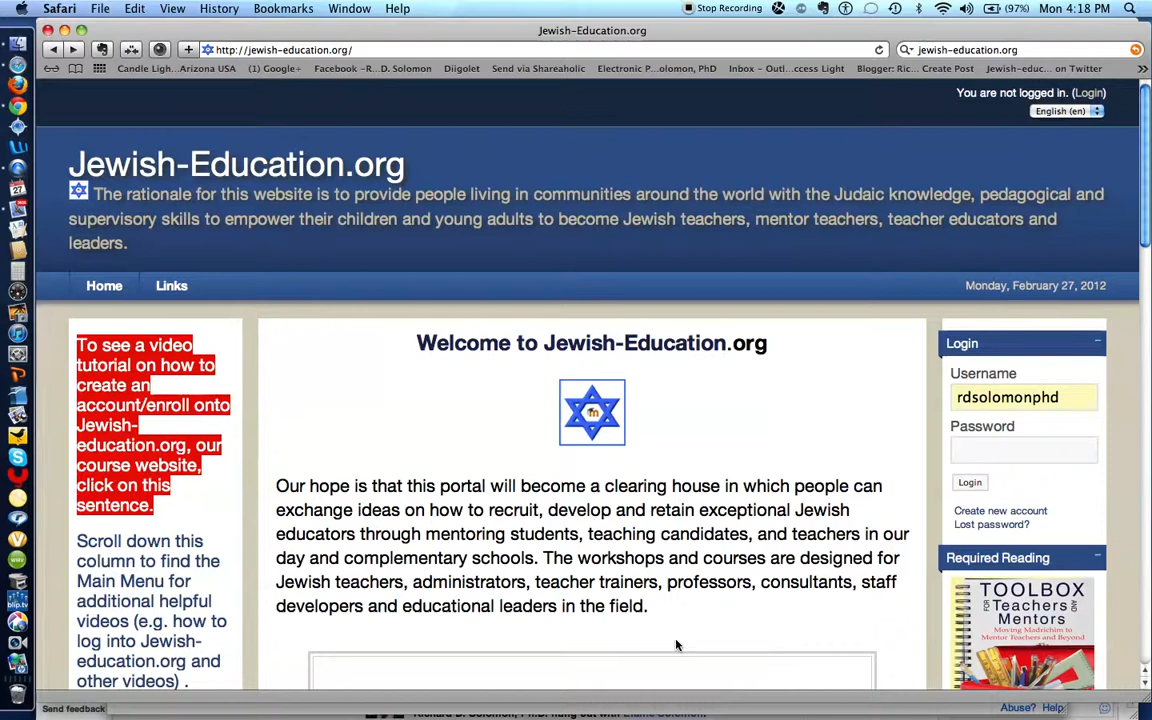 Safari File Edit View History Bookmarks Window Help Stop Recording (97%) Mon 4:18 PM
Jewish-Education.org
http://jewish-education.org/ jewish-education.org
Candle Ligh...Arizona USA (1) Google+ Facebook -R...D. Solomon Diigolet Send via Shareaholic Electronic P...olomon, PhD Inbox - Outl...ccess Light Blogger: Ric... Create Post Jewish-educ... on Twitter
You are not logged in. (Login)
English (en)
Jewish-Education.org
The rationale for this website is to provide people living in communities around the world with the Judaic knowledge, pedagogical and
supervisory skills to empower their children and young adults to become Jewish teachers, mentor teachers, teacher educators and
leaders.
Home Links Monday, February 27, 2012
To see a video
tutorial on how to
create an
account/enroll onto
Jewish-
education.org, our
course website,
click on this
sentence.
Scroll down this
column to find the
Main Menu for
additional helpful
videos (e.g. how to
log into Jewish-
education.org and
other videos) .
Welcome to Jewish-Education.org
Our hope is that this portal will become a clearing house in which people can
exchange ideas on how to recruit, develop and retain exceptional Jewish
educators through mentoring students, teaching candidates, and teachers in our
day and complementary schools. The workshops and courses are designed for
Jewish teachers, administrators, teacher trainers, professors, consultants, staff
developers and educational leaders in the field.
Login
Username
rdsolomonphd
Password
Login
Create new account
Lost password?
Required Reading
TOOLBOX
FOR Teachers
AND Mentors
Moving Madrichim to
Mentor Teachers and Beyond
Send feedback
Abuse? Help